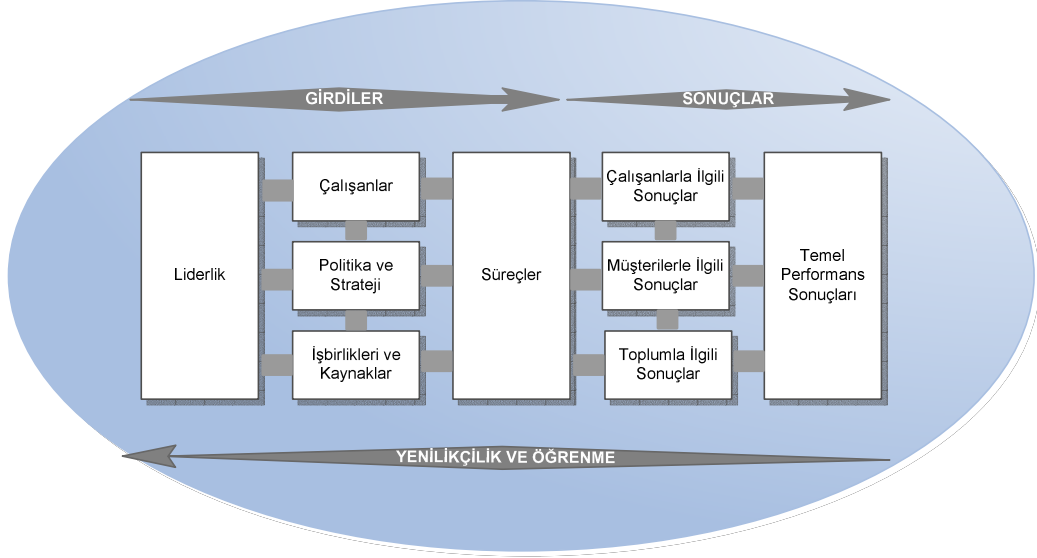 GİRDİLER
SONUÇLAR
Liderlik
Çalışanlar
Politika ve
Strateji
İşbirlikleri ve
Kaynaklar
Süreçler
Çalışanlarla İlgili
Sonuçlar
Müşterilerle İlgili
Sonuçlar
Toplumla İlgili
Sonuçlar
Temel
Performans
Sonuçları
YENİLİKÇİLİK VE ÖĞRENME